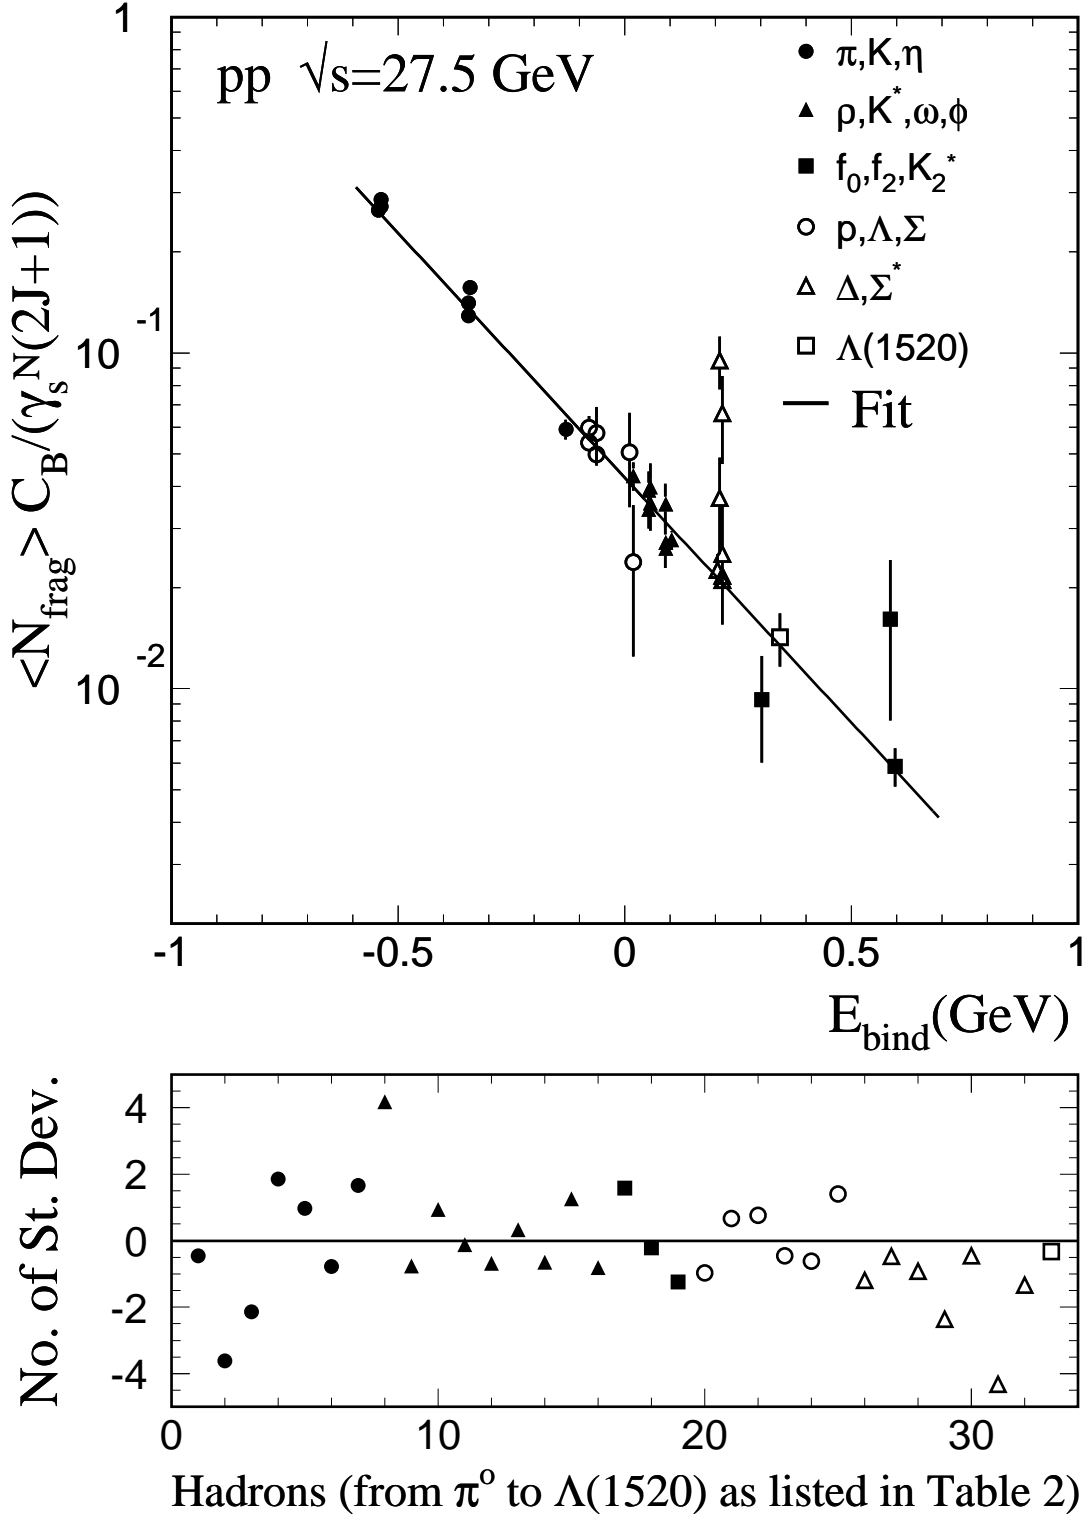 1
pp √s=27.5 GeV
π,K,η
ρ,K*,ω,ϕ
f0,f2,K2*
p,Λ,Σ
Δ,Σ*
Λ(1520)
Fit
<Nfrag> CB/(γsN(2J+1))
10-1
10-2
-1 -0.5 0 0.5 1
Ebind(GeV)
No. of St. Dev.
4
2
0
-2
-4
0 10 20 30
Hadrons (from πo to Λ(1520) as listed in Table 2)